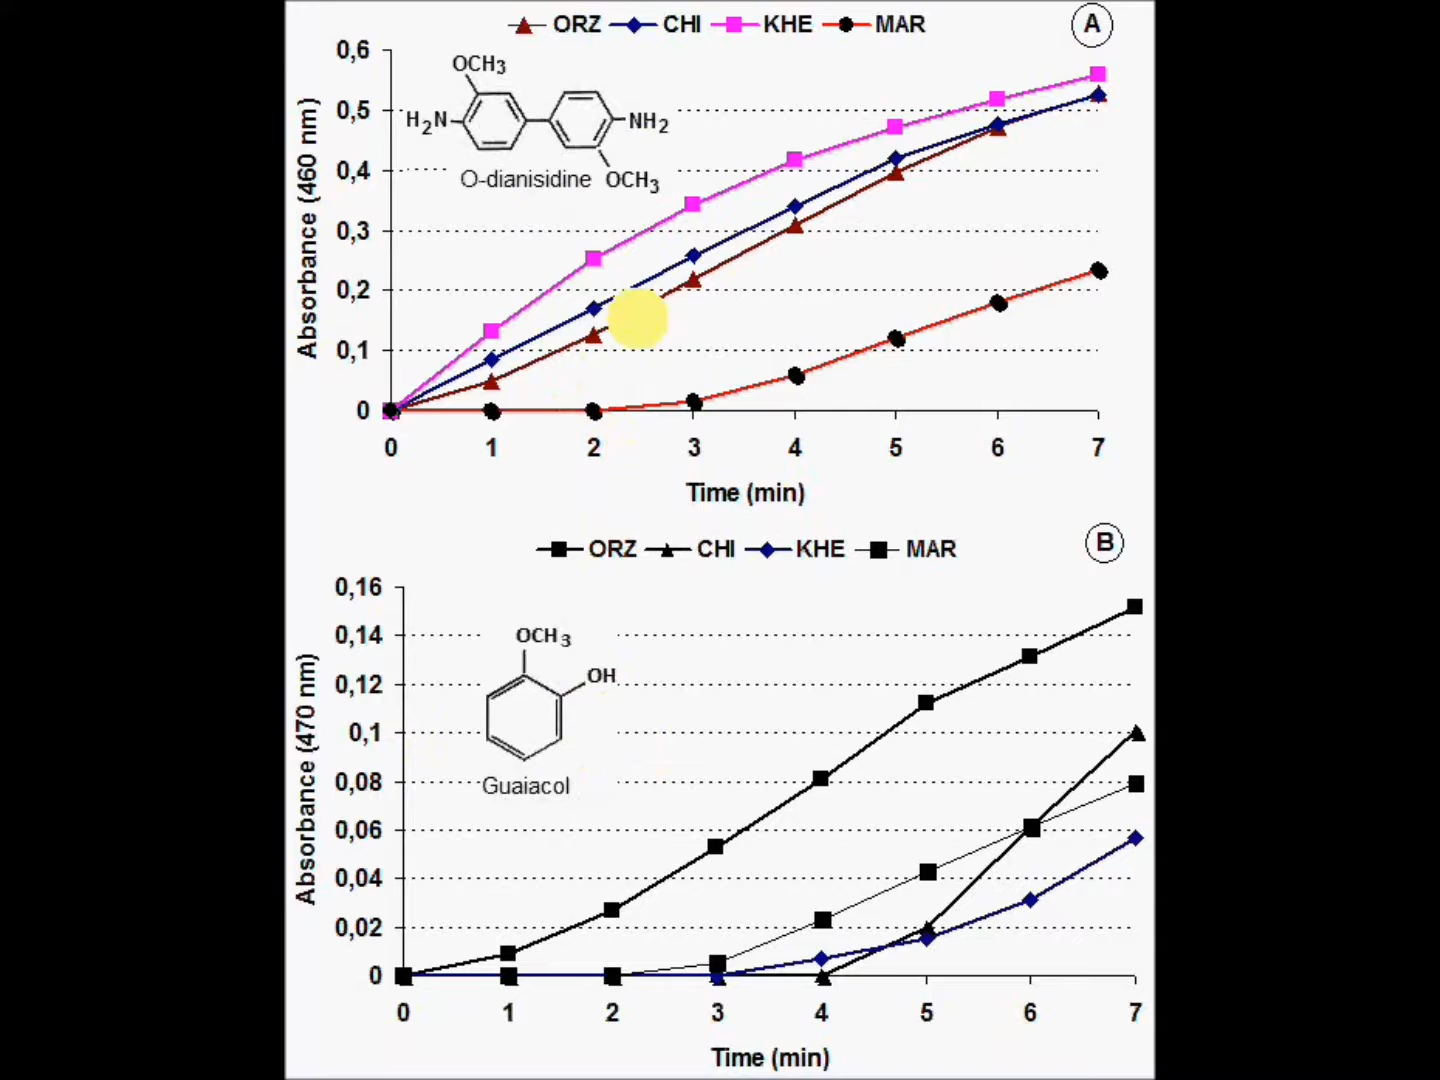 ORZ CHI KHE MAR
A
0,6
0,5
0,4
0,3
0,2
0,1
0
Absorbance (460 nm)
OCH3
H2N
NH2
OCH3
O-dianisidine
0 1 2 3 4 5 6 7
Time (min)
ORZ CHI KHE MAR
B
0,16
0,14
0,12
0,1
0,08
0,06
0,04
0,02
0
Absorbance (470 nm)
OCH3
OH
Guaiacol
0 1 2 3 4 5 6 7
Time (min)